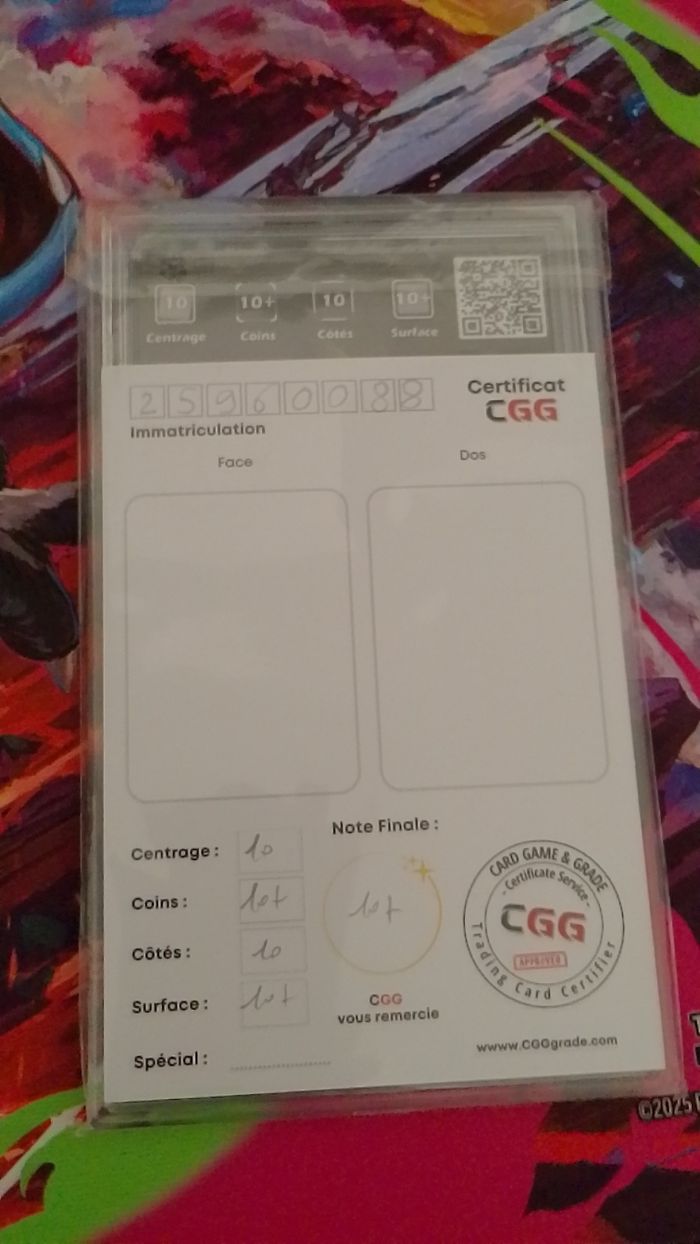 10 10+ 10 10+
Centrage Coins Côtés Surface
25960088
Immatriculation
Certificat
CGG
Face Dos
Centrage : 10
Coins : 10+
Côtés : 10
Surface : 10+
Spécial :
Note Finale :
10+
CGG
vous remercie
CARD GAME & GRADE
- Certificate Service -
CGG
APPROVED
Trading Card Certifier
www.CGGgrade.com
©2025